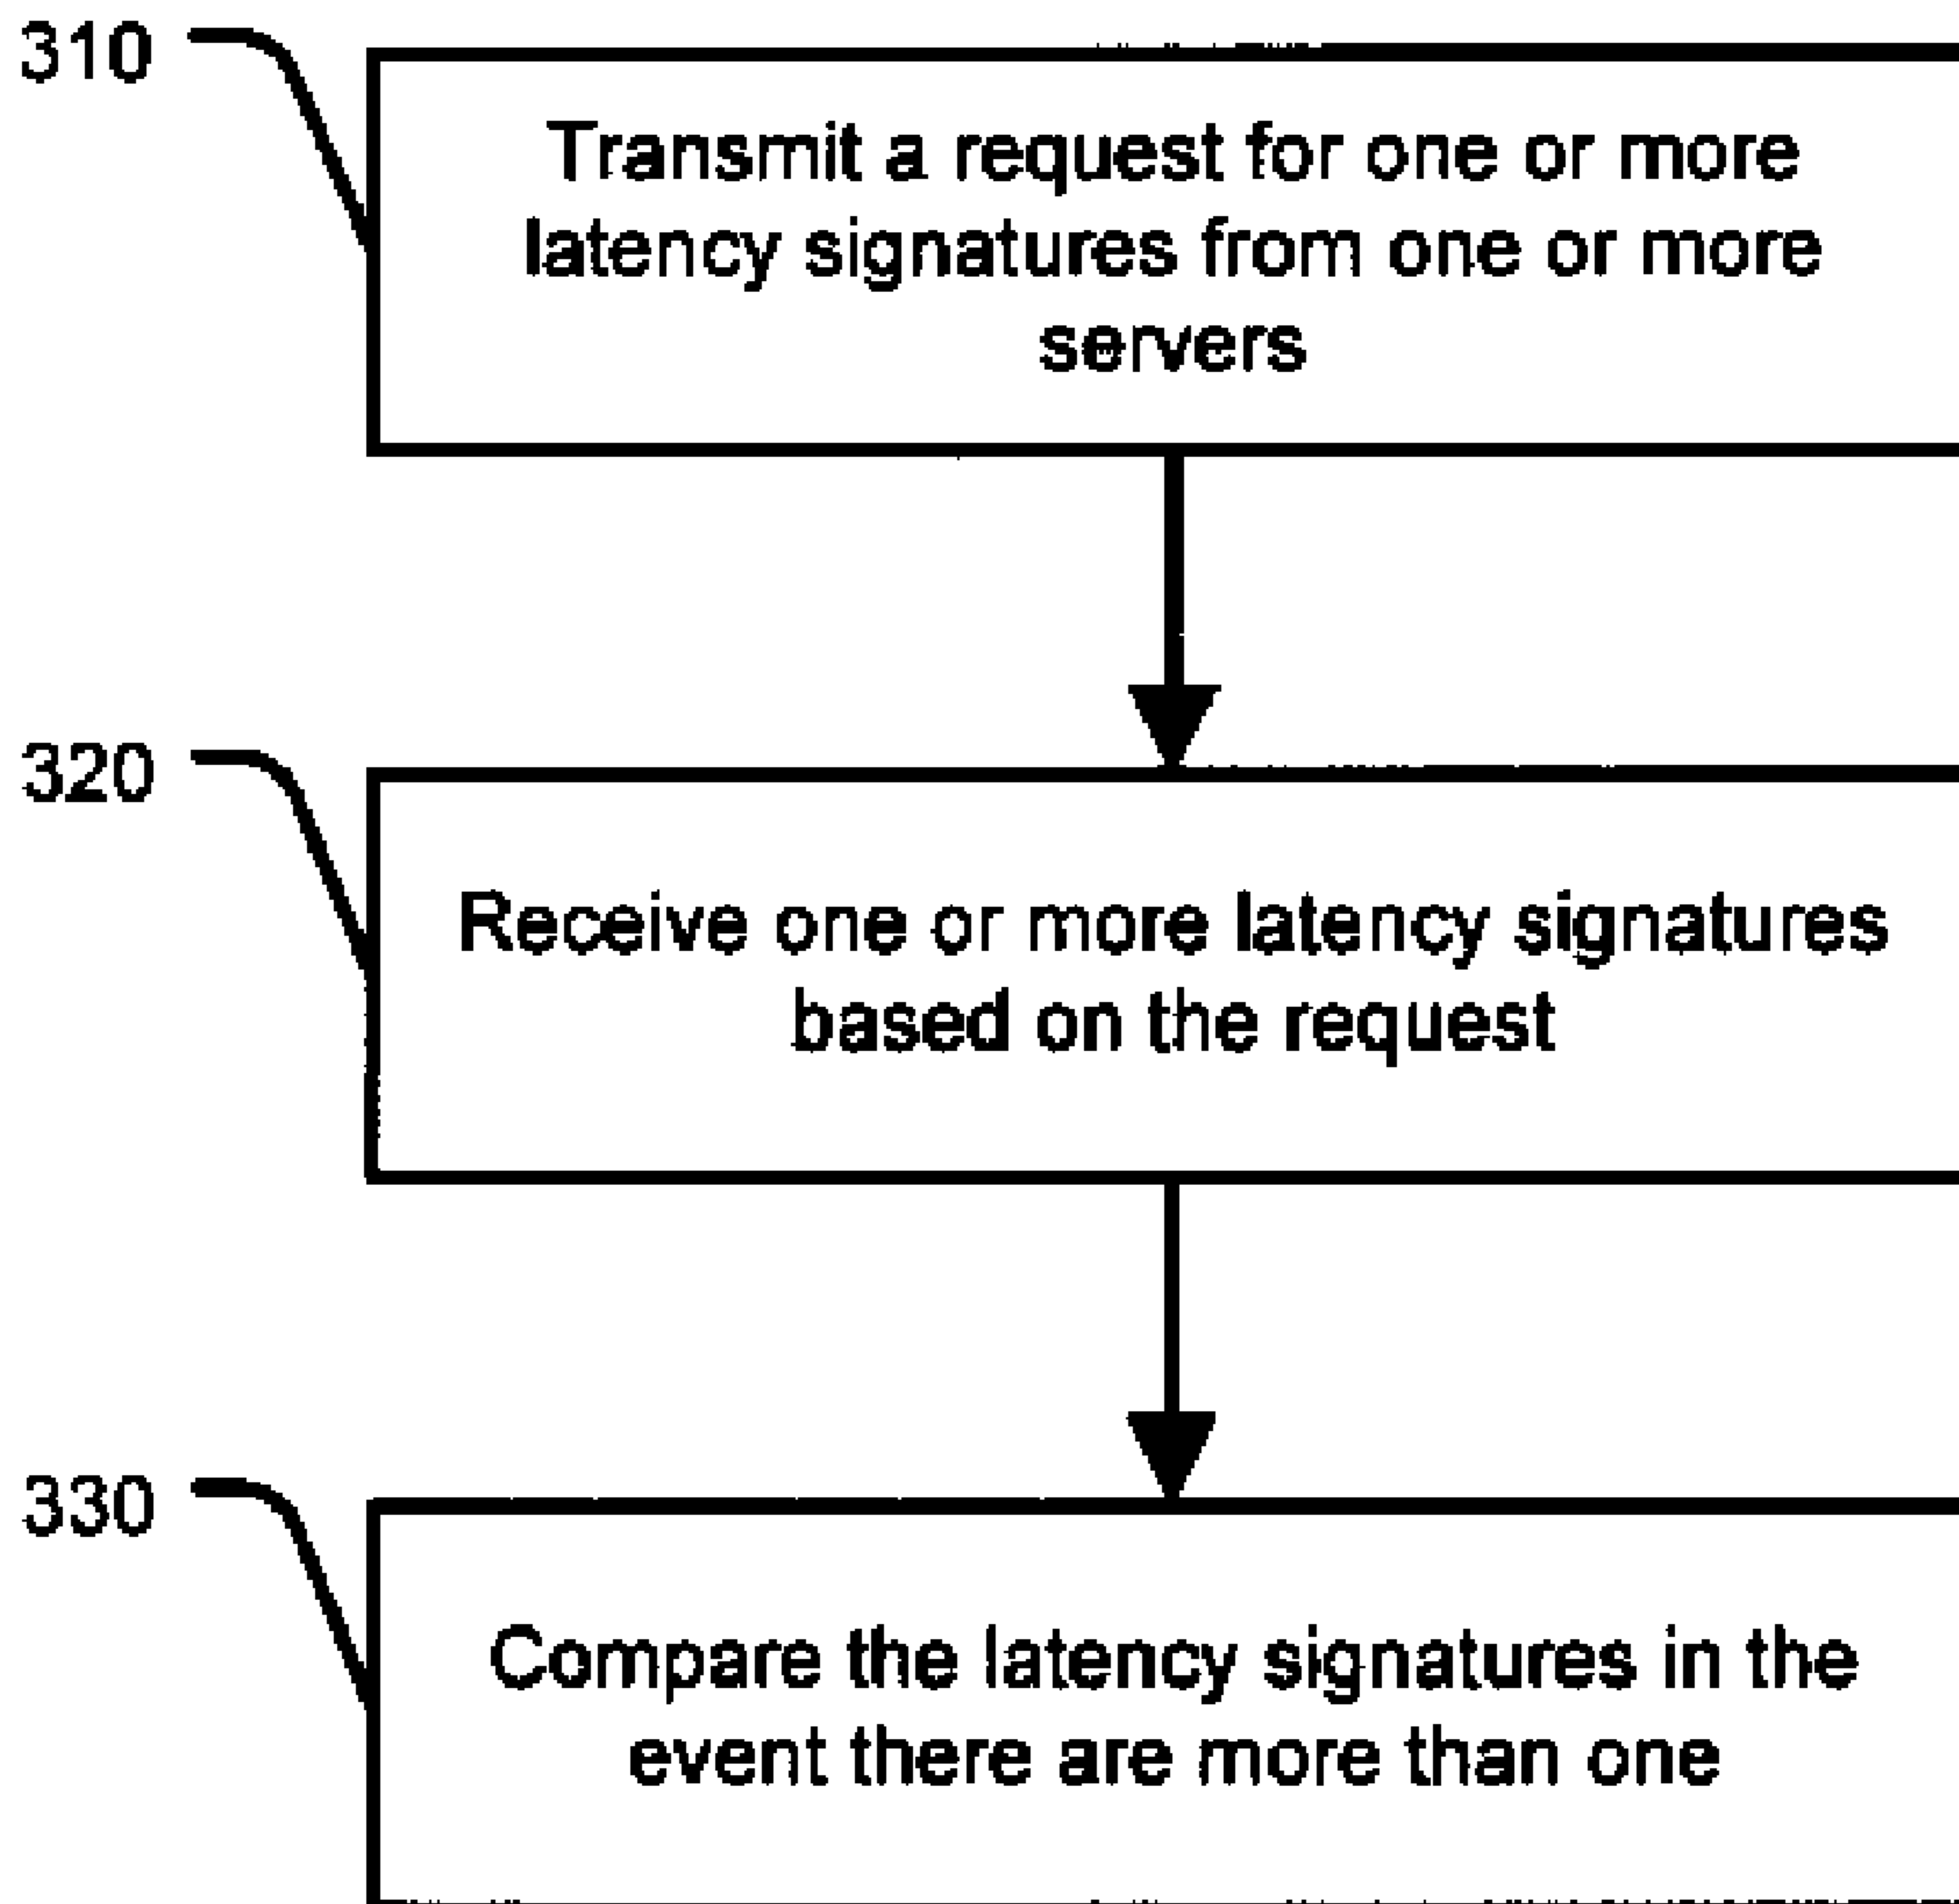 310
Transmit a request for one or more
latency signatures from one or more
servers
320
Receive one or more latency signatures
based on the request
330
Compare the latency signatures in the
event there are more than one